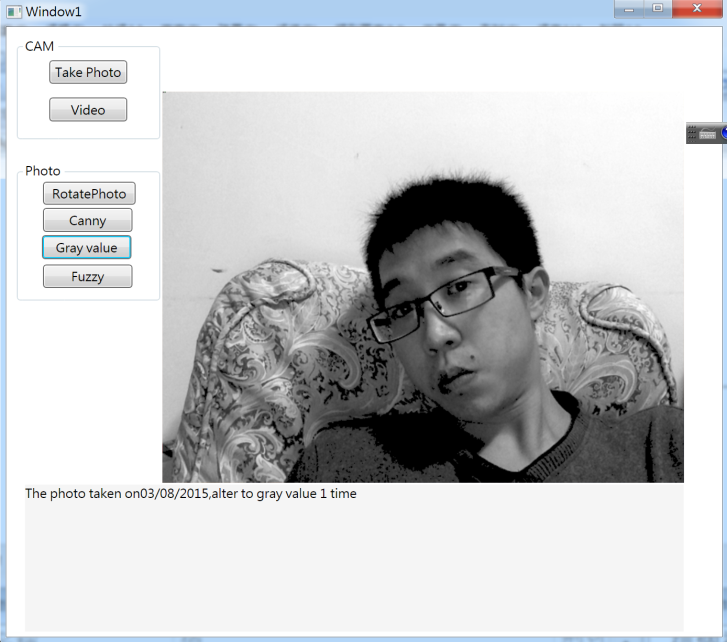 Window1
CAM
Take Photo
Video
Photo
RotatePhoto
Canny
Gray value
Fuzzy
The photo taken on03/08/2015,alter to gray value 1 time